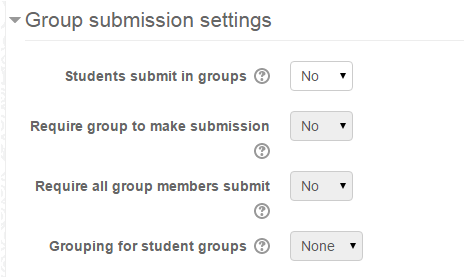 Group submission settings
Students submit in groups No
Require group to make submission No
Require all group members submit No
Grouping for student groups None